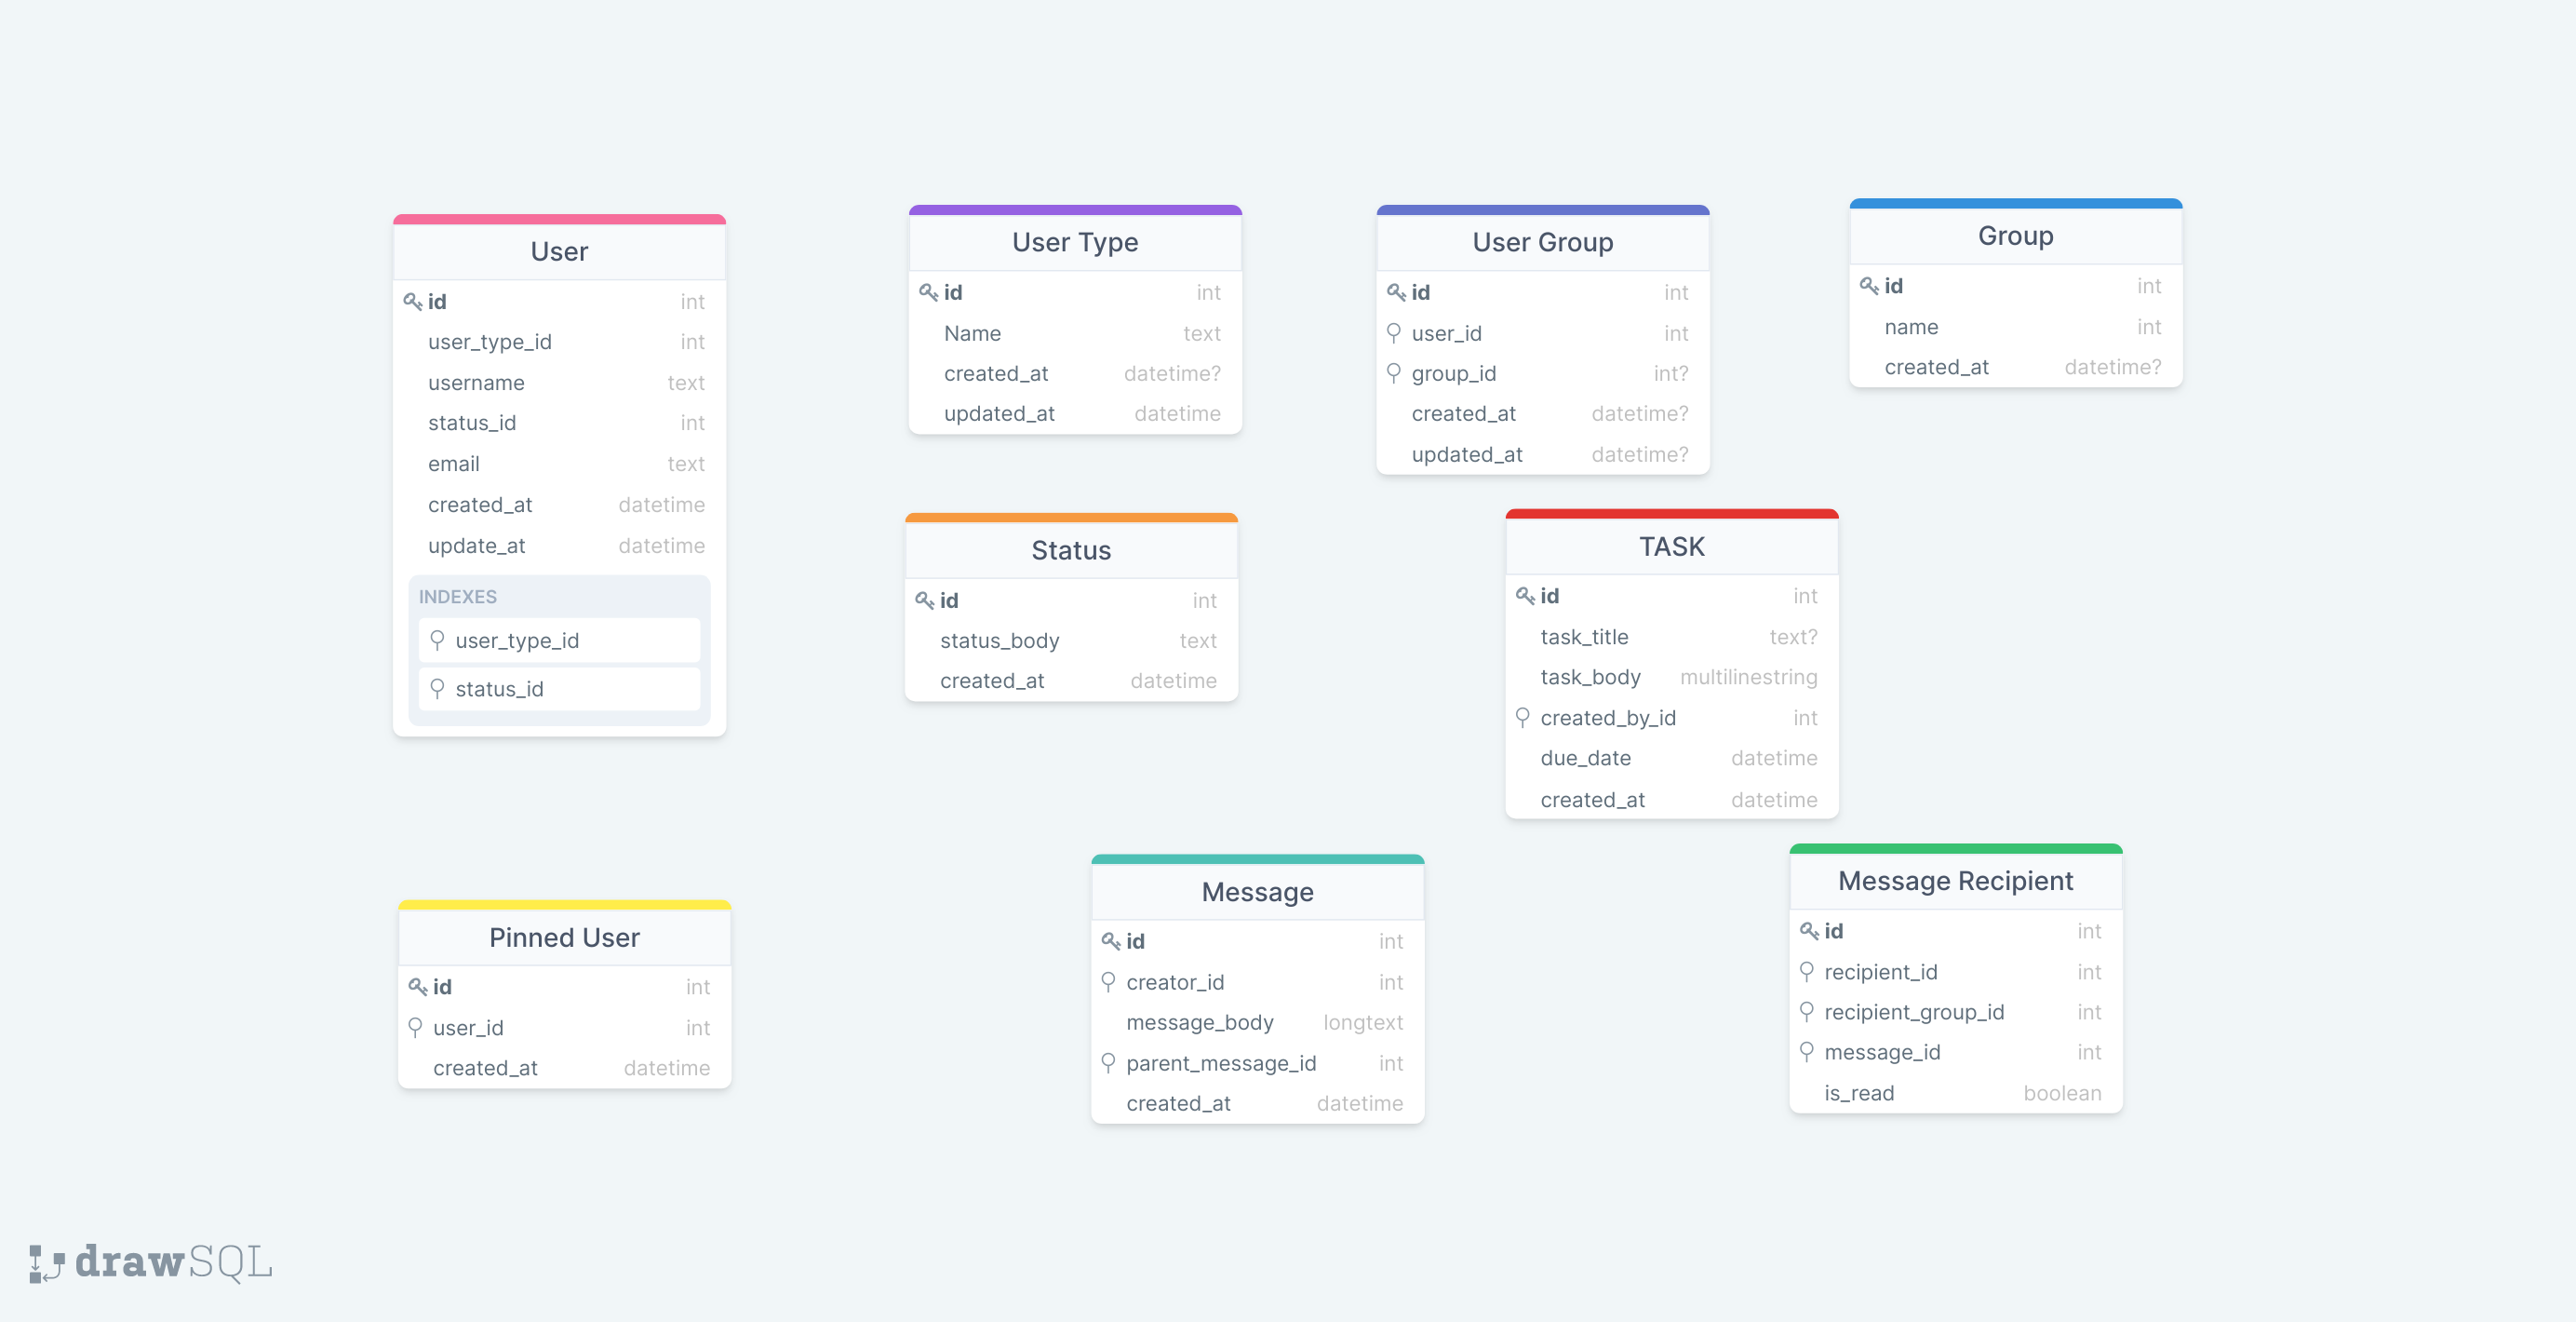 User
id int
user_type_id int
username text
status_id int
email text
created_at datetime
update_at datetime
INDEXES
user_type_id
status_id
User Type
id int
Name text
created_at datetime?
updated_at datetime
User Group
id int
user_id int
group_id int?
created_at datetime?
updated_at datetime?
Group
id int
name int
created_at datetime?
Status
id int
status_body text
created_at datetime
TASK
id int
task_title text?
task_body multilinestring
created_by_id int
due_date datetime
created_at datetime
Pinned User
id int
user_id int
created_at datetime
Message
id int
creator_id int
message_body longtext
parent_message_id int
created_at datetime
Message Recipient
id int
recipient_id int
recipient_group_id int
message_id int
is_read boolean
drawSQL